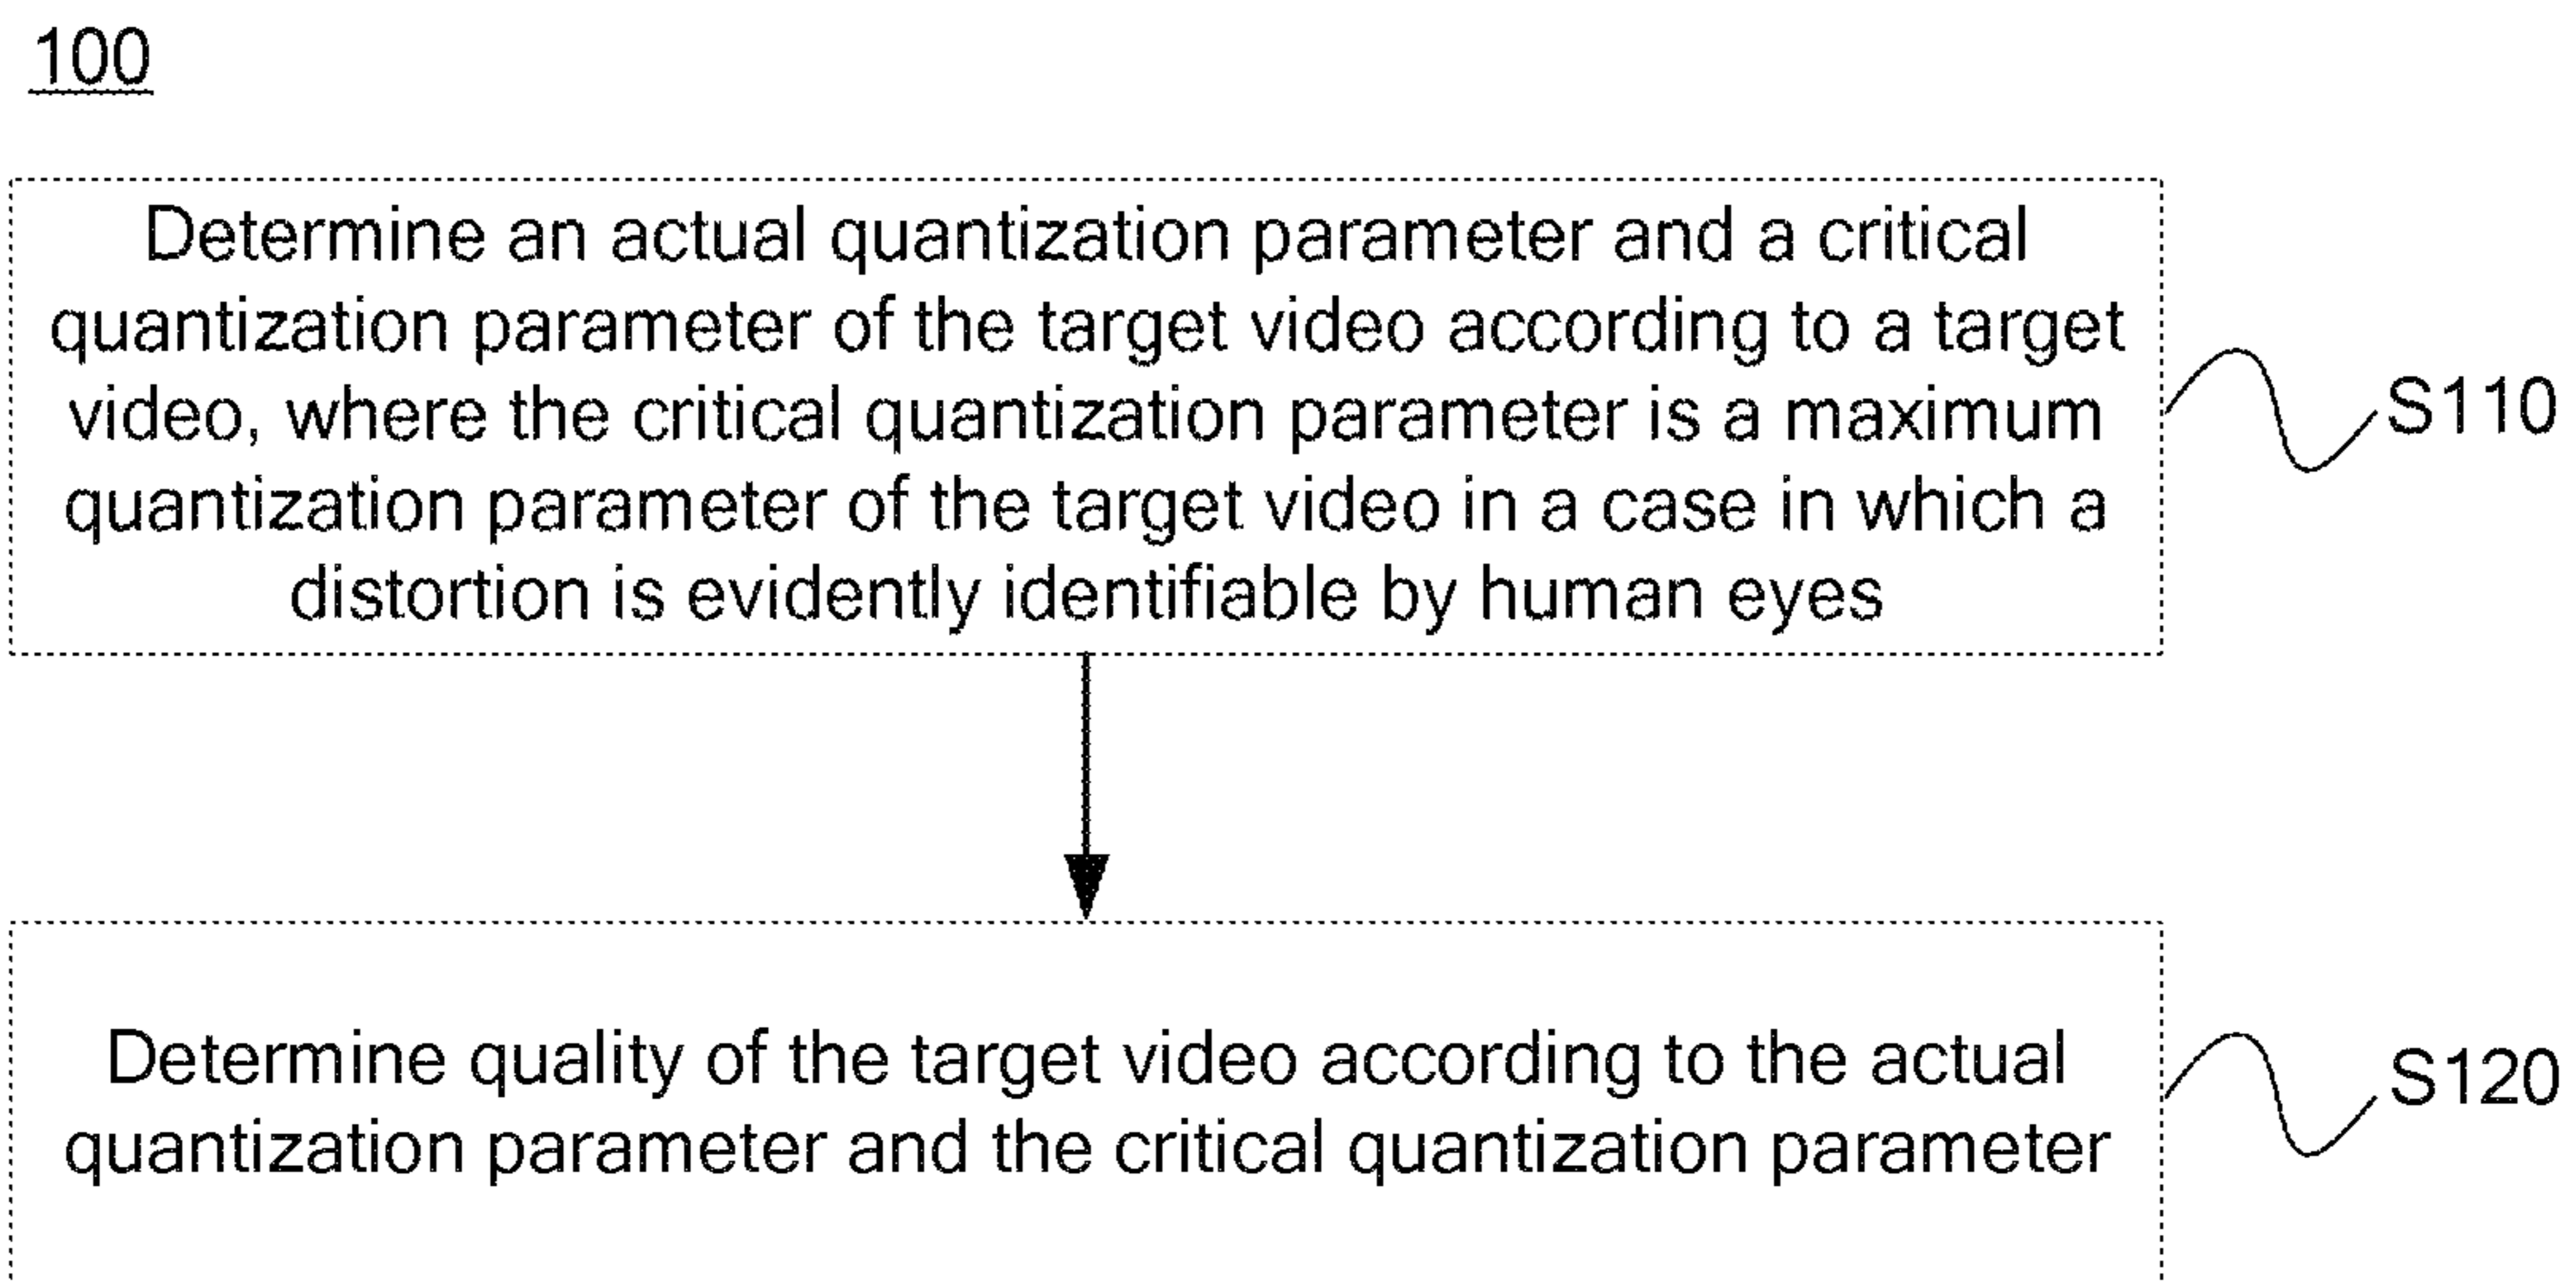 100
Determine an actual quantization parameter and a critical
quantization parameter of the target video according to a target
video, where the critical quantization parameter is a maximum
quantization parameter of the target video in a case in which a
distortion is evidently identifiable by human eyes
S110
Determine quality of the target video according to the actual
quantization parameter and the critical quantization parameter
S120